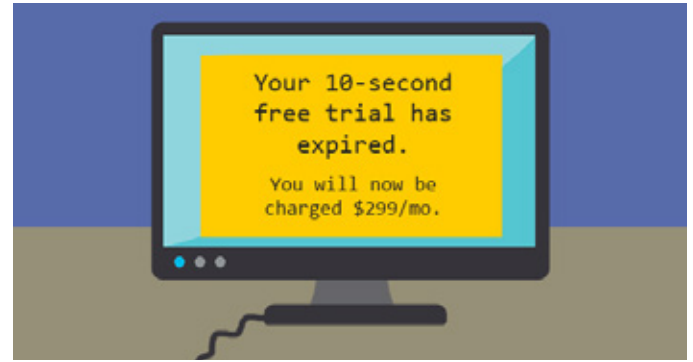 Your 10-second
free trial has
expired.
You will now be
charged $299/mo.